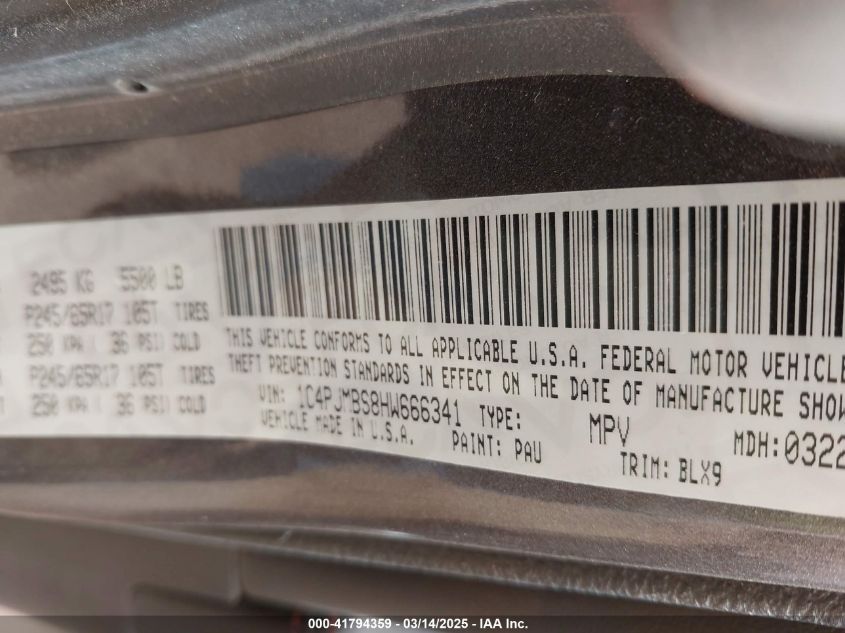 2495 KG 5500 LB
P245/65R17 105T TIRES
250 KPA ( 36 PSI) COLD
P245/65R17 105T TIRES
250 KPA ( 36 PSI) COLD
THIS VEHICLE CONFORMS TO ALL APPLICABLE U.S.A. FEDERAL MOTOR VEHICLE
THEFT PREVENTION STANDARDS IN EFFECT ON THE DATE OF MANUFACTURE SHOW
VIN: 1C4PJMBS8HW666341 TYPE: MPV MDH:0322
VEHICLE MADE IN U.S.A. PAINT: PAU TRIM: BLX9
000-41794359 - 03/14/2025 - IAA Inc.